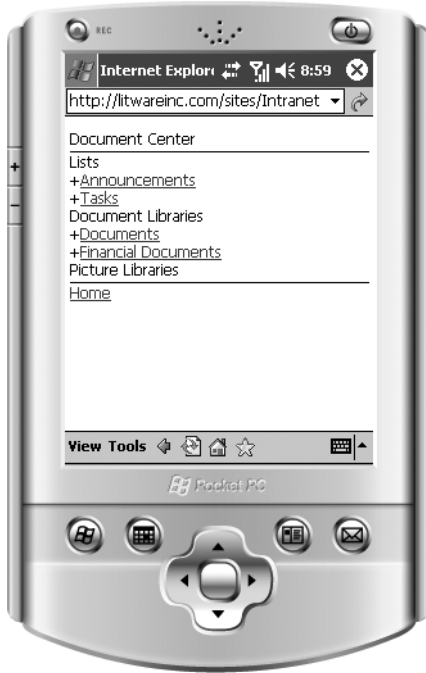 REC
Internet Explor 8:59
http://litwareinc.com/sites/Intranet
Document Center
Lists
+Announcements
+Tasks
Document Libraries
+Documents
+Financial Documents
Picture Libraries
Home
View Tools
Pocket PC
+
-